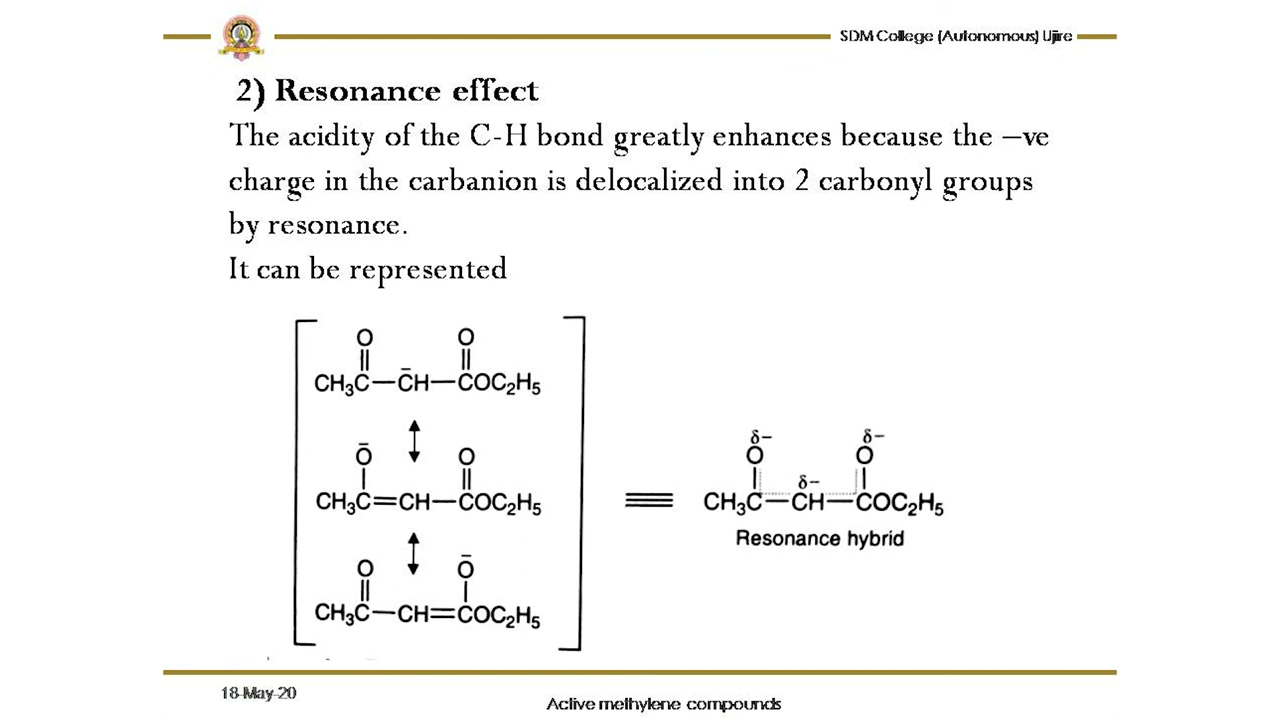 SDM College (Autonomous) Ujire
2) Resonance effect
The acidity of the C-H bond greatly enhances because the –ve
charge in the carbanion is delocalized into 2 carbonyl groups
by resonance.
It can be represented
O O
CH₃C—C̄H—COC₂H₅
Ō O
CH₃C=CH—COC₂H₅
O Ō
CH₃C—CH=COC₂H₅
δ– δ–
O O
δ–
CH₃C—CH—COC₂H₅
Resonance hybrid
18-May-20
Active methylene compounds